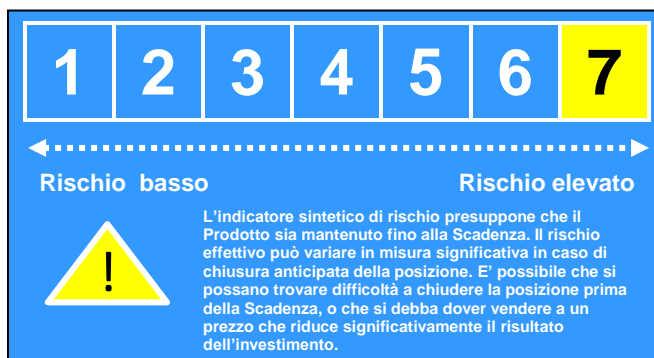 1 2 3 4 5 6 7
Rischio basso Rischio elevato
L'indicatore sintetico di rischio presuppone che il
Prodotto sia mantenuto fino alla Scadenza. Il rischio
effettivo può variare in misura significativa in caso di
chiusura anticipata della posizione. E' possibile che si
possano trovare difficoltà a chiudere la posizione prima
della Scadenza, o che si debba dover vendere a un
prezzo che riduce significativamente il risultato
dell'investimento.
!